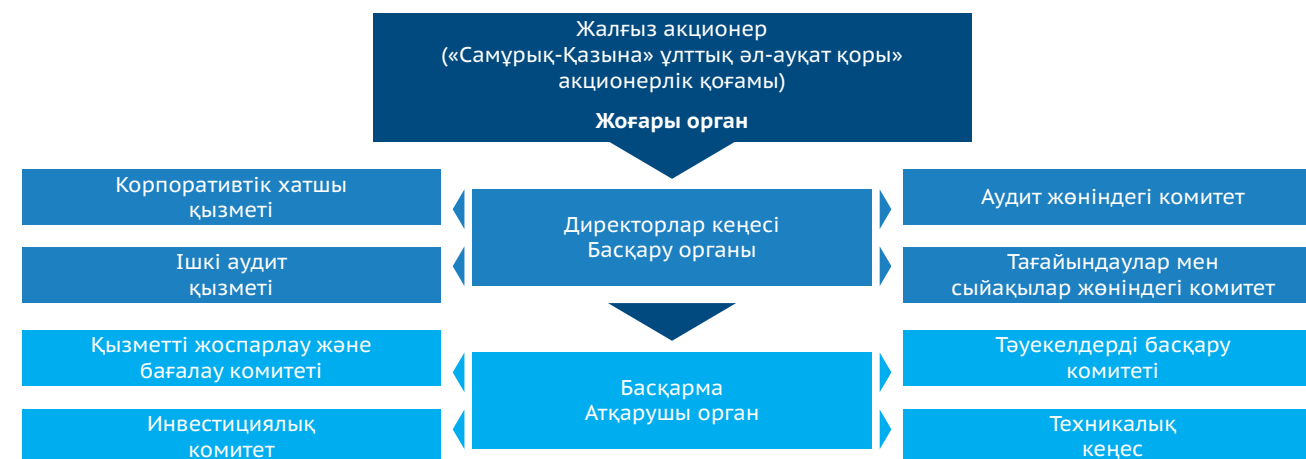 Жалғыз акционер
(«Самұрық-Қазына» ұлттық әл-ауқат қоры»
акционерлік қоғамы)
Жоғары орган
Корпоративтік хатшы
қызметі
Ішкі аудит
қызметі
Директорлар кеңесі
Басқару органы
Аудит жөніндегі комитет
Тағайындаулар мен
сыйақылар жөніндегі комитет
Қызметті жоспарлау және
бағалау комитеті
Инвестициялық
комитет
Басқарма
Атқарушы орган
Тәуекелдерді басқару
комитеті
Техникалық
кеңес